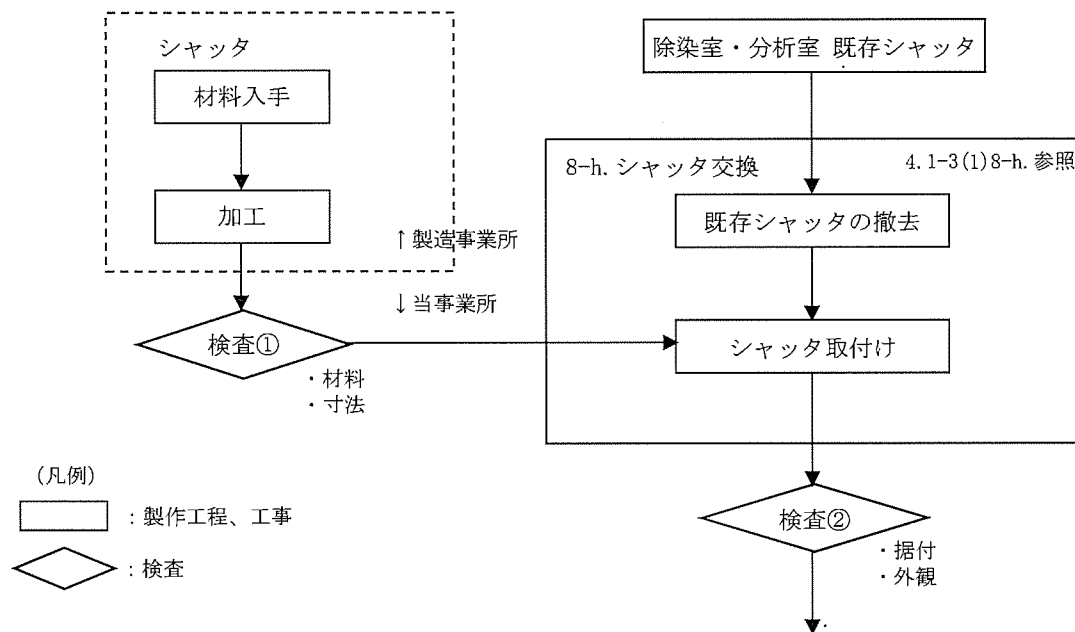 シャッタ
材料入手
加工
↑製造事業所
↓当事業所
検査①
・材料
・寸法
除染室・分析室 既存シャッタ
8-h. シャッタ交換
4.1-3(1)8-h. 参照
既存シャッタの撤去
シャッタ取付け
検査②
・据付
・外観
(凡例)
：製作工程、工事
：検査